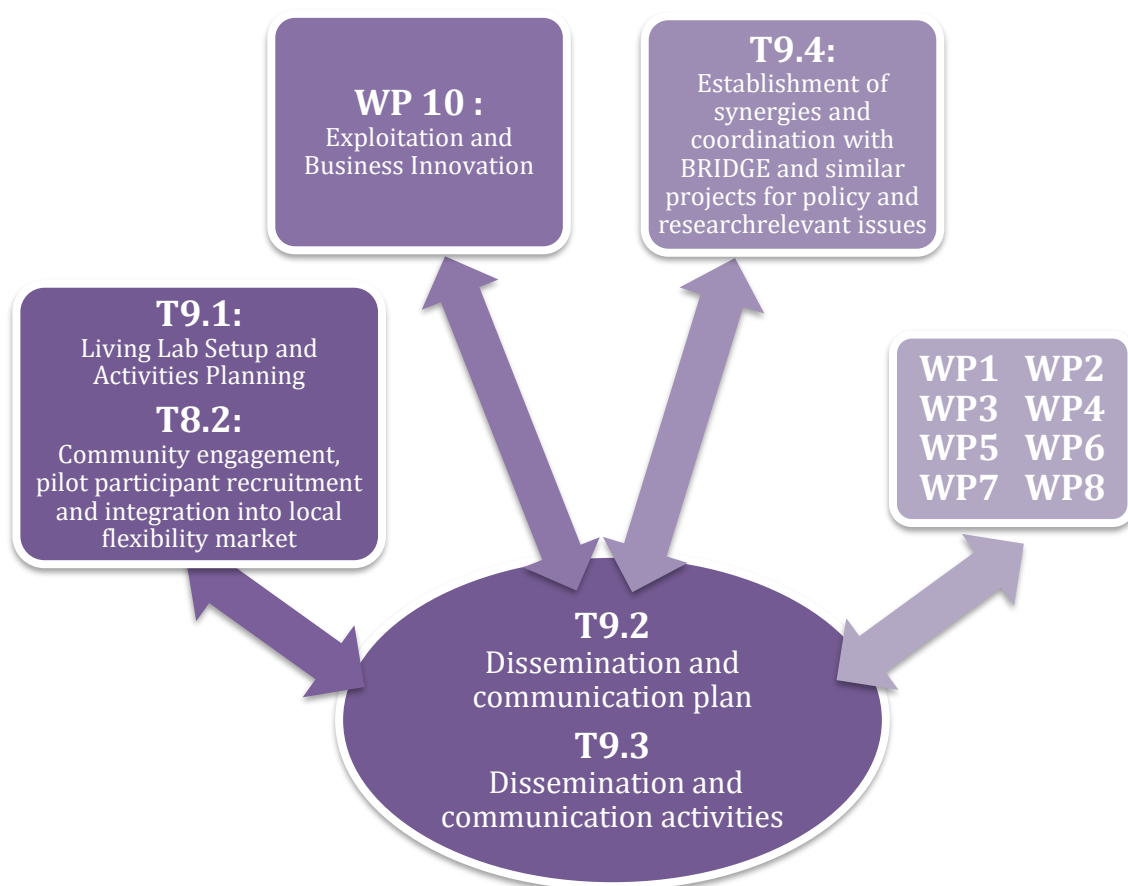 WP 10 :
Exploitation and
Business Innovation
T9.4:
Establishment of
synergies and
coordination with
BRIDGE and similar
projects for policy and
researchrelevant issues
T9.1:
Living Lab Setup and
Activities Planning
T8.2:
Community engagement,
pilot participant recruitment
and integration into local
flexibility market
WP1 WP2
WP3 WP4
WP5 WP6
WP7 WP8
T9.2
Dissemination and
communication plan
T9.3
Dissemination and
communication activities